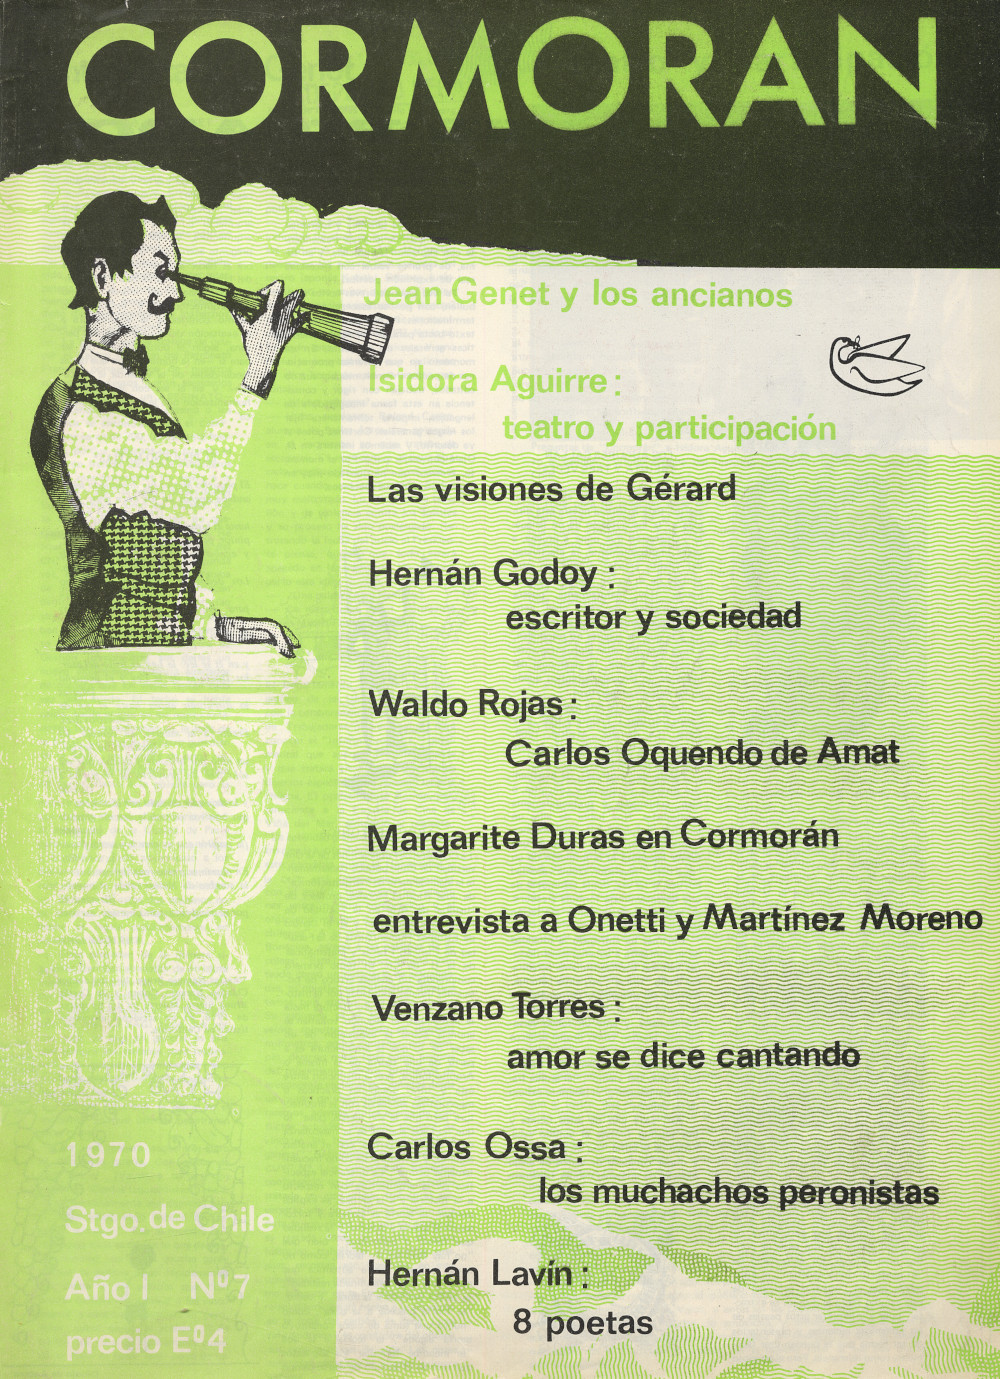 CORMORAN
Jean Genet y los ancianos
Isidora Aguirre:
teatro y participación
Las visiones de Gérard
Hernán Godoy :
escritor y sociedad
Waldo Rojas :
Carlos Oquendo de Amat
Margarite Duras en Cormorán
entrevista a Onetti y Martínez Moreno
Venzano Torres :
amor se dice cantando
Carlos Ossa :
los muchachos peronistas
Hernán Lavín :
8 poetas
1970
Stgo. de Chile
Año I Nº 7
precio Eº4